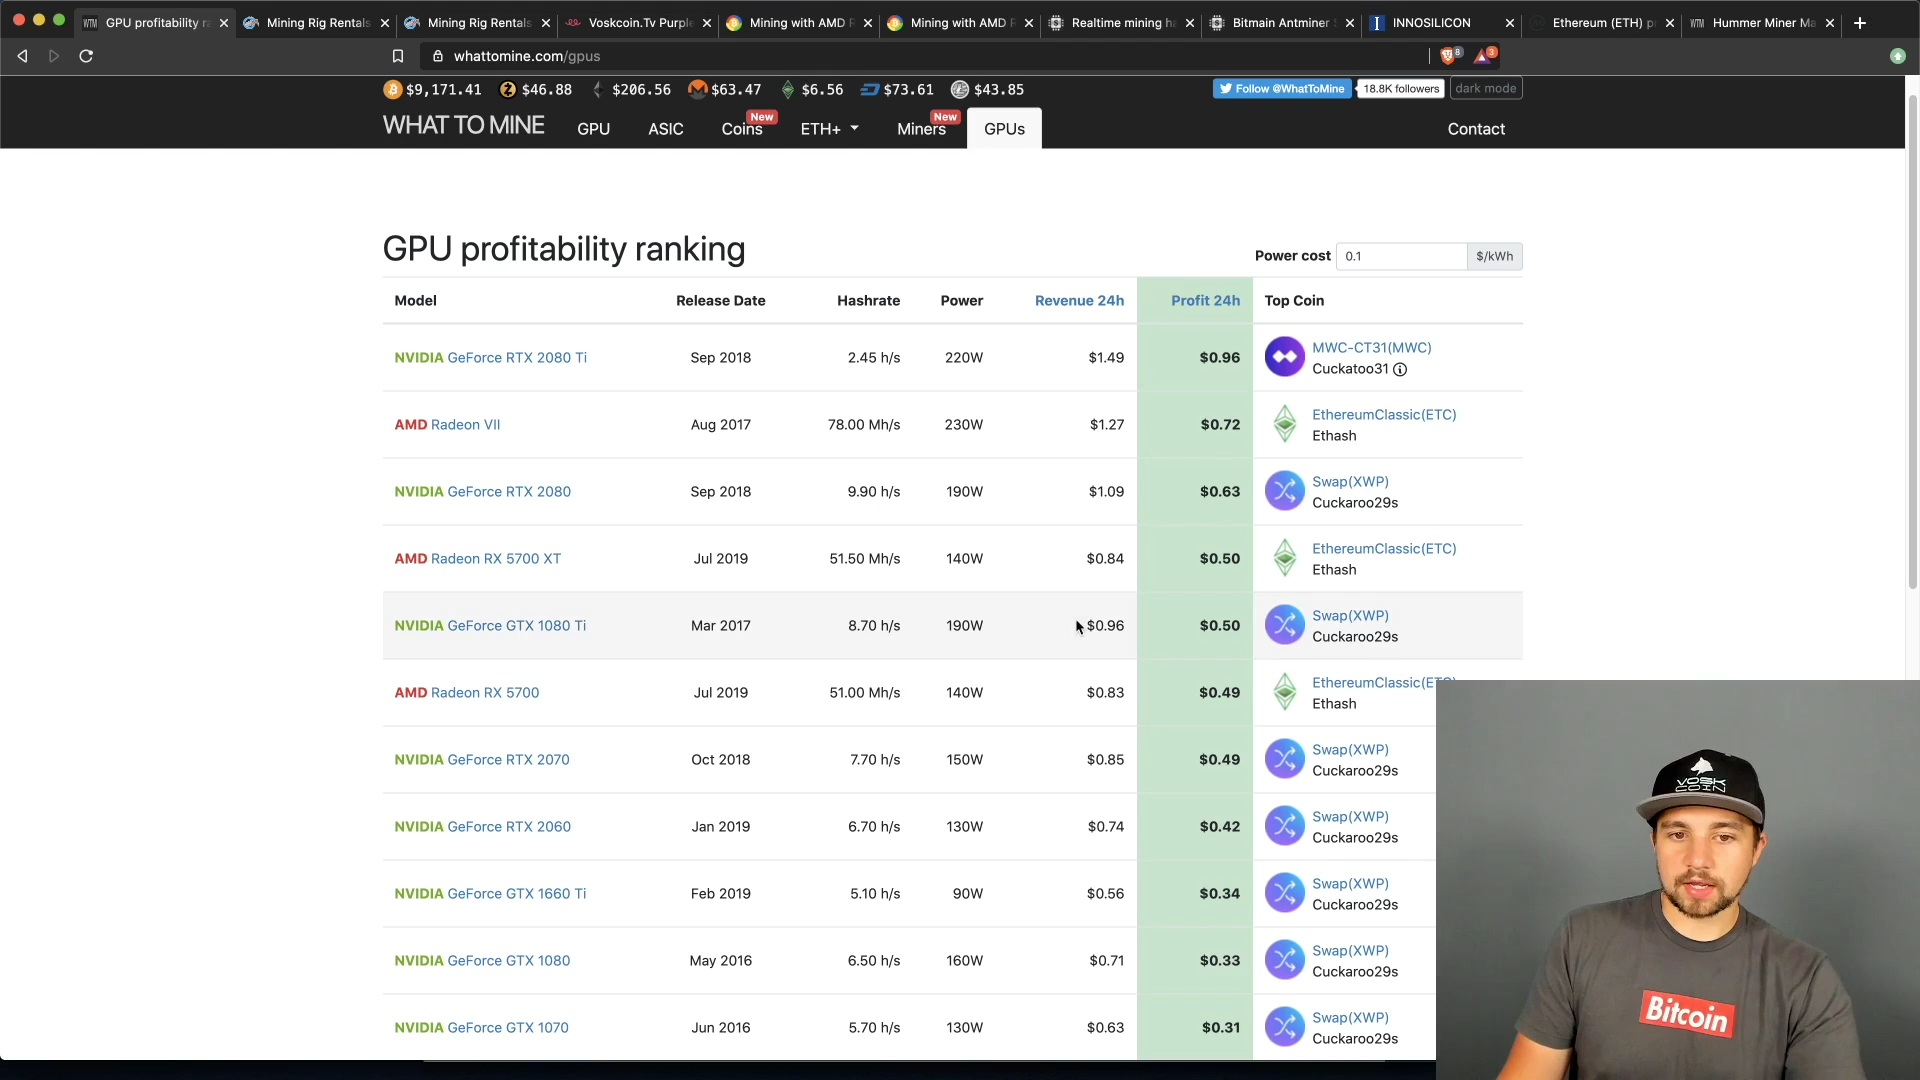 GPU profitability ra
Mining Rig Rentals
Mining Rig Rentals
Voskcoin.Tv Purple
Mining with AMD R
Mining with AMD R
Realtime mining ha
Bitmain Antminer S
INNOSILICON
Ethereum (ETH) pr
Hummer Miner Ma
whattomine.com/gpus
8
3
$9,171.41 $46.88 $206.56 $63.47 $6.56 $73.61 $43.85
Follow @WhatToMine 18.8K followers dark mode
WHAT TO MINE GPU ASIC Coins New ETH+ Miners New GPUs Contact
GPU profitability ranking
Power cost 0.1 $/kWh
Model Release Date Hashrate Power Revenue 24h Profit 24h Top Coin
NVIDIA GeForce RTX 2080 Ti Sep 2018 2.45 h/s 220W $1.49 $0.96 MWC-CT31(MWC)
Cuckatoo31
AMD Radeon VII Aug 2017 78.00 Mh/s 230W $1.27 $0.72 EthereumClassic(ETC)
Ethash
NVIDIA GeForce RTX 2080 Sep 2018 9.90 h/s 190W $1.09 $0.63 Swap(XWP)
Cuckaroo29s
AMD Radeon RX 5700 XT Jul 2019 51.50 Mh/s 140W $0.84 $0.50 EthereumClassic(ETC)
Ethash
NVIDIA GeForce GTX 1080 Ti Mar 2017 8.70 h/s 190W $0.96 $0.50 Swap(XWP)
Cuckaroo29s
AMD Radeon RX 5700 Jul 2019 51.00 Mh/s 140W $0.83 $0.49 EthereumClassic(ETC)
Ethash
NVIDIA GeForce RTX 2070 Oct 2018 7.70 h/s 150W $0.85 $0.49 Swap(XWP)
Cuckaroo29s
NVIDIA GeForce RTX 2060 Jan 2019 6.70 h/s 130W $0.74 $0.42 Swap(XWP)
Cuckaroo29s
NVIDIA GeForce GTX 1660 Ti Feb 2019 5.10 h/s 90W $0.56 $0.34 Swap(XWP)
Cuckaroo29s
NVIDIA GeForce GTX 1080 May 2016 6.50 h/s 160W $0.71 $0.33 Swap(XWP)
Cuckaroo29s
NVIDIA GeForce GTX 1070 Jun 2016 5.70 h/s 130W $0.63 $0.31 Swap(XWP)
Cuckaroo29s
VOSK
COIN
Bitcoin